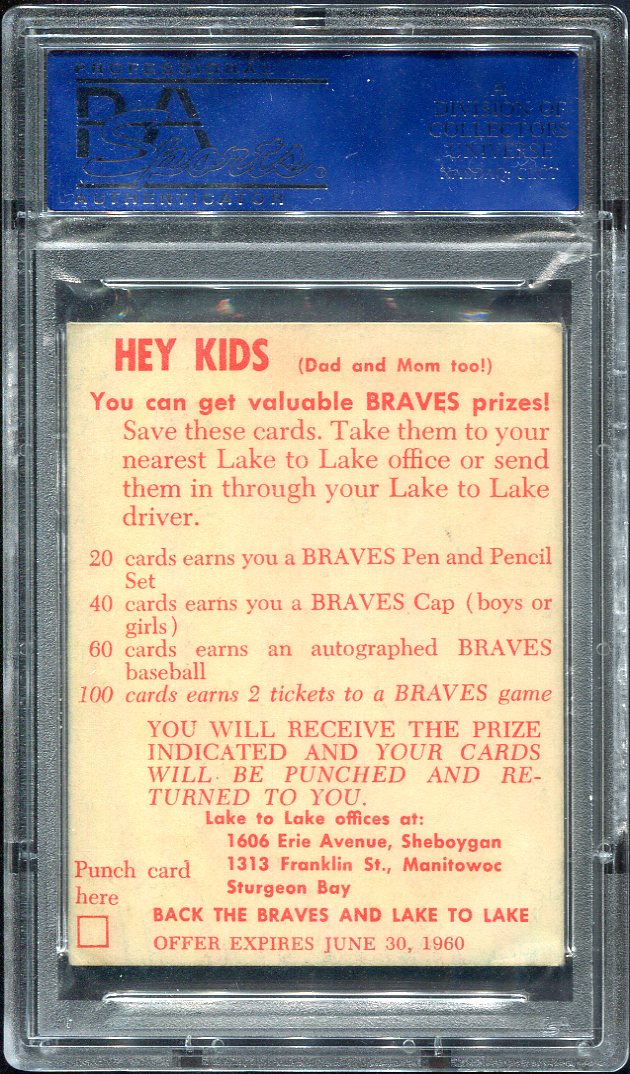 PROFESSIONAL
PSA
Sports
AUTHENTICATOR
A
DIVISION OF
COLLECTORS
UNIVERSE
NASDAQ: CLCT
HEY KIDS (Dad and Mom too!)
You can get valuable BRAVES prizes!
Save these cards. Take them to your
nearest Lake to Lake office or send
them in through your Lake to Lake
driver.
20 cards earns you a BRAVES Pen and Pencil
Set
40 cards earns you a BRAVES Cap (boys or
girls)
60 cards earns an autographed BRAVES
baseball
100 cards earns 2 tickets to a BRAVES game
YOU WILL RECEIVE THE PRIZE
INDICATED AND YOUR CARDS
WILL BE PUNCHED AND RE-
TURNED TO YOU.
Lake to Lake offices at:
1606 Erie Avenue, Sheboygan
1313 Franklin St., Manitowoc
Sturgeon Bay
Punch card
here
BACK THE BRAVES AND LAKE TO LAKE
OFFER EXPIRES JUNE 30, 1960